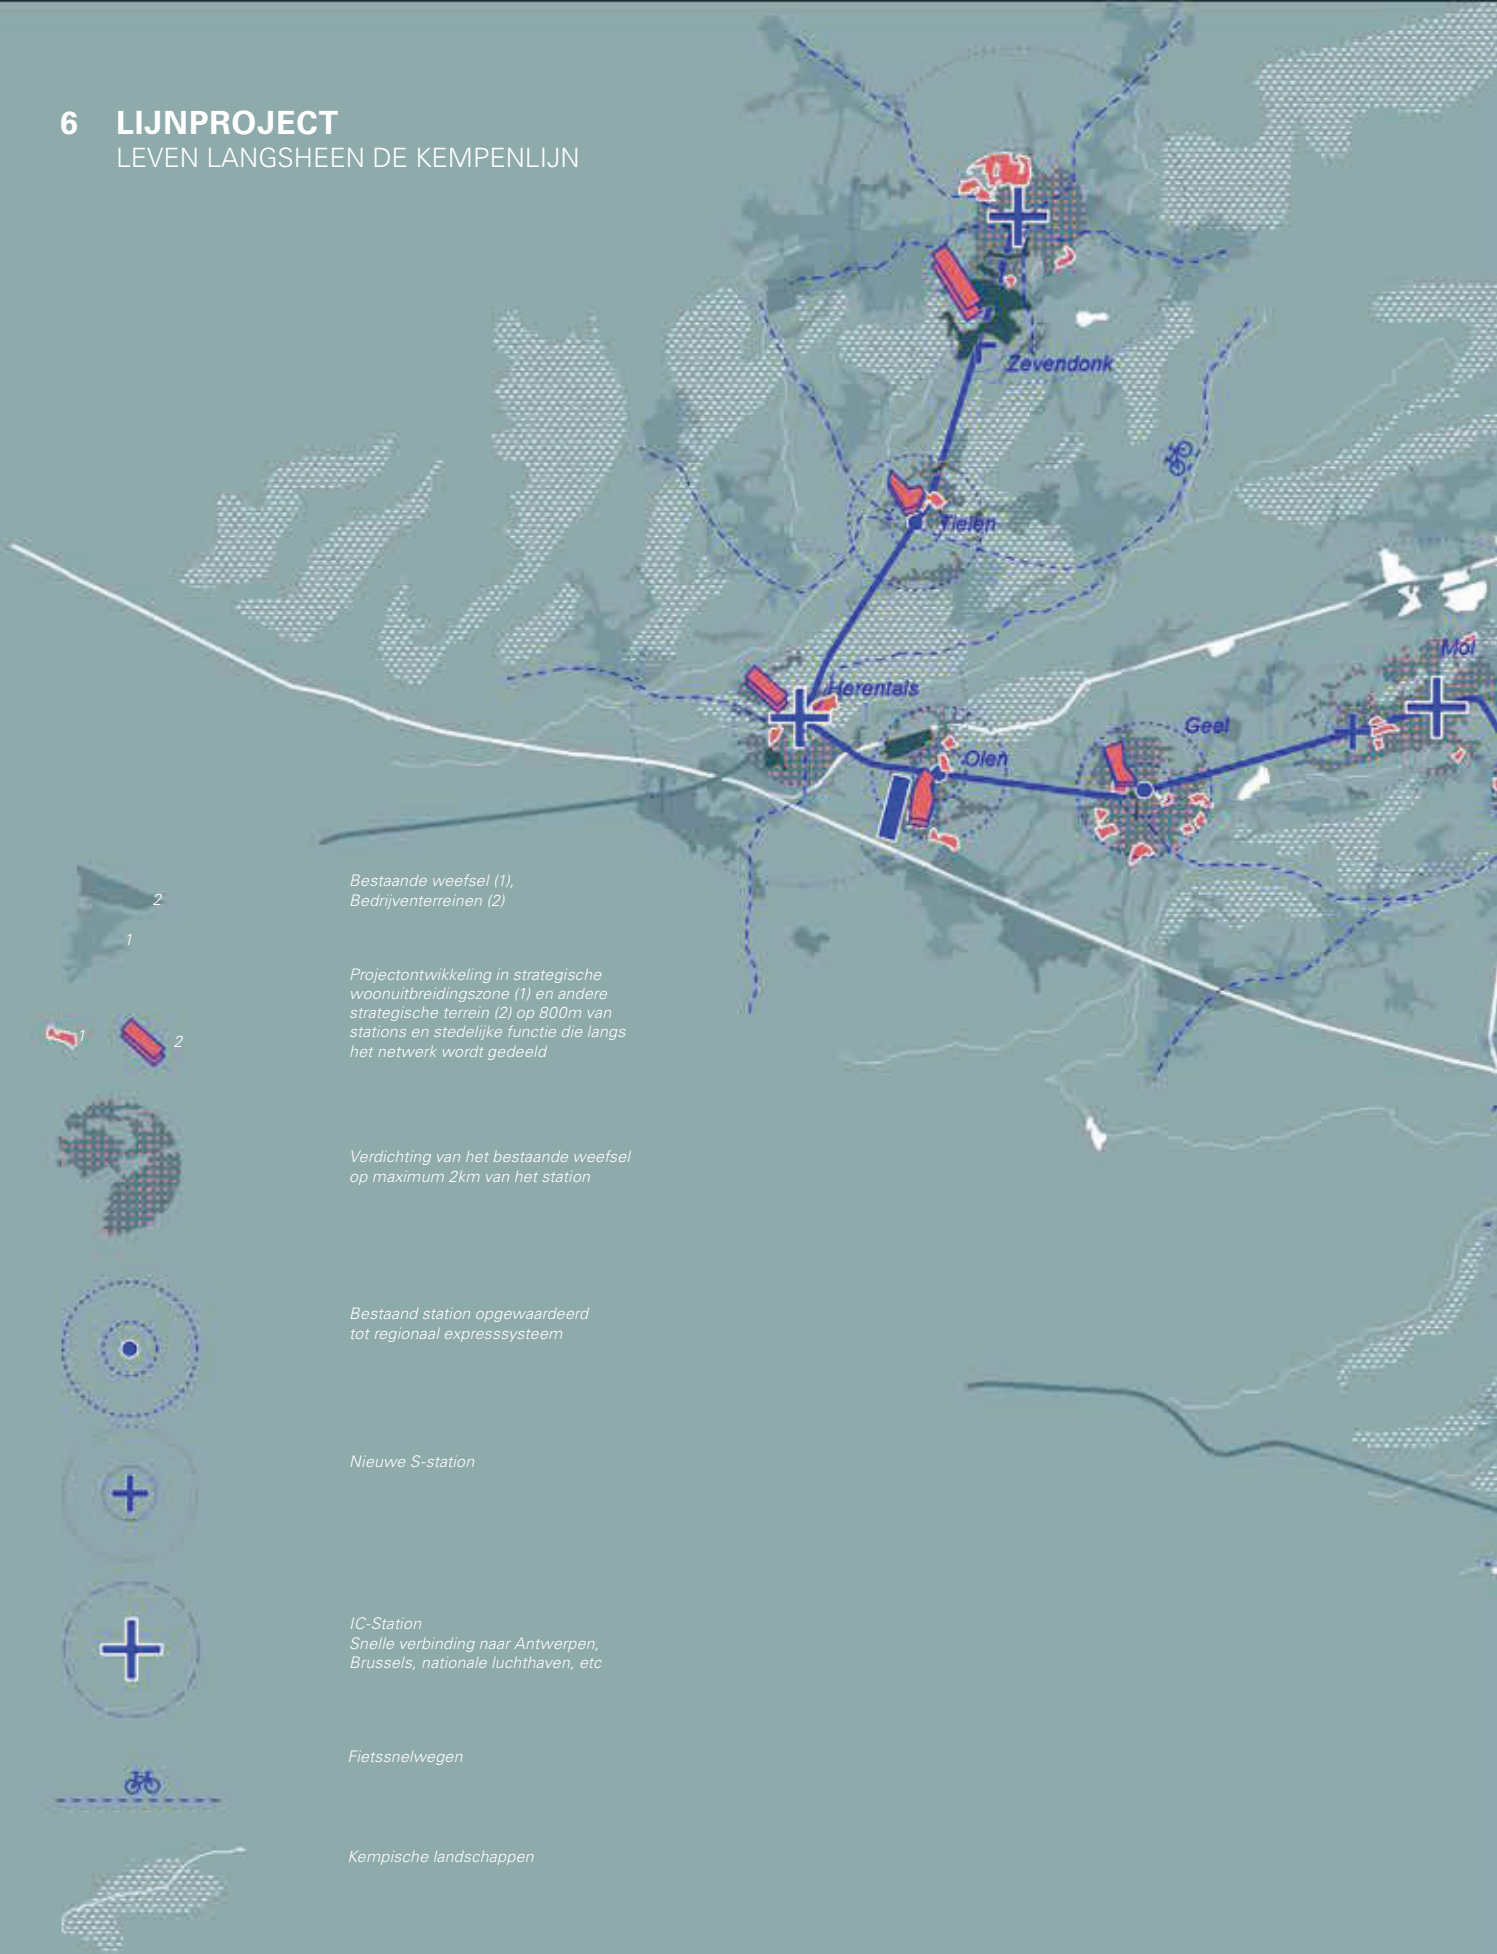 6 LIJNPROJECT
LEVEN LANGSHEEN DE KEMPENLIJN
Zevendonk
Tielen
Herentals
Olen
Geel
Mol
2
1
Bestaande weefsel (1),
Bedrijventerreinen (2)
1
2
Projectontwikkeling in strategische
woonuitbreidingszone (1) en andere
strategische terrein (2) op 800m van
stations en stedelijke functie die langs
het netwerk wordt gedeeld
Verdichting van het bestaande weefsel
op maximum 2km van het station
Bestaand station opgewaardeerd
tot regionaal expresssysteem
Nieuwe S-station
IC-Station
Snelle verbinding naar Antwerpen,
Brussels, nationale luchthaven, etc
Fietssnelwegen
Kempische landschappen